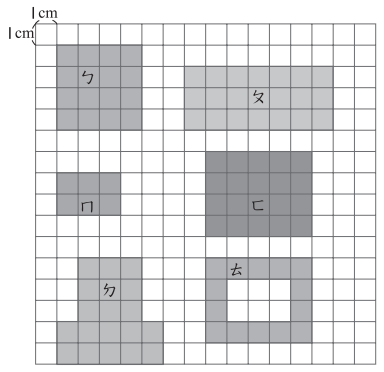 1 cm
1 cm
ㄅ
ㄆ
ㄇ
ㄈ
ㄉ
ㄊ